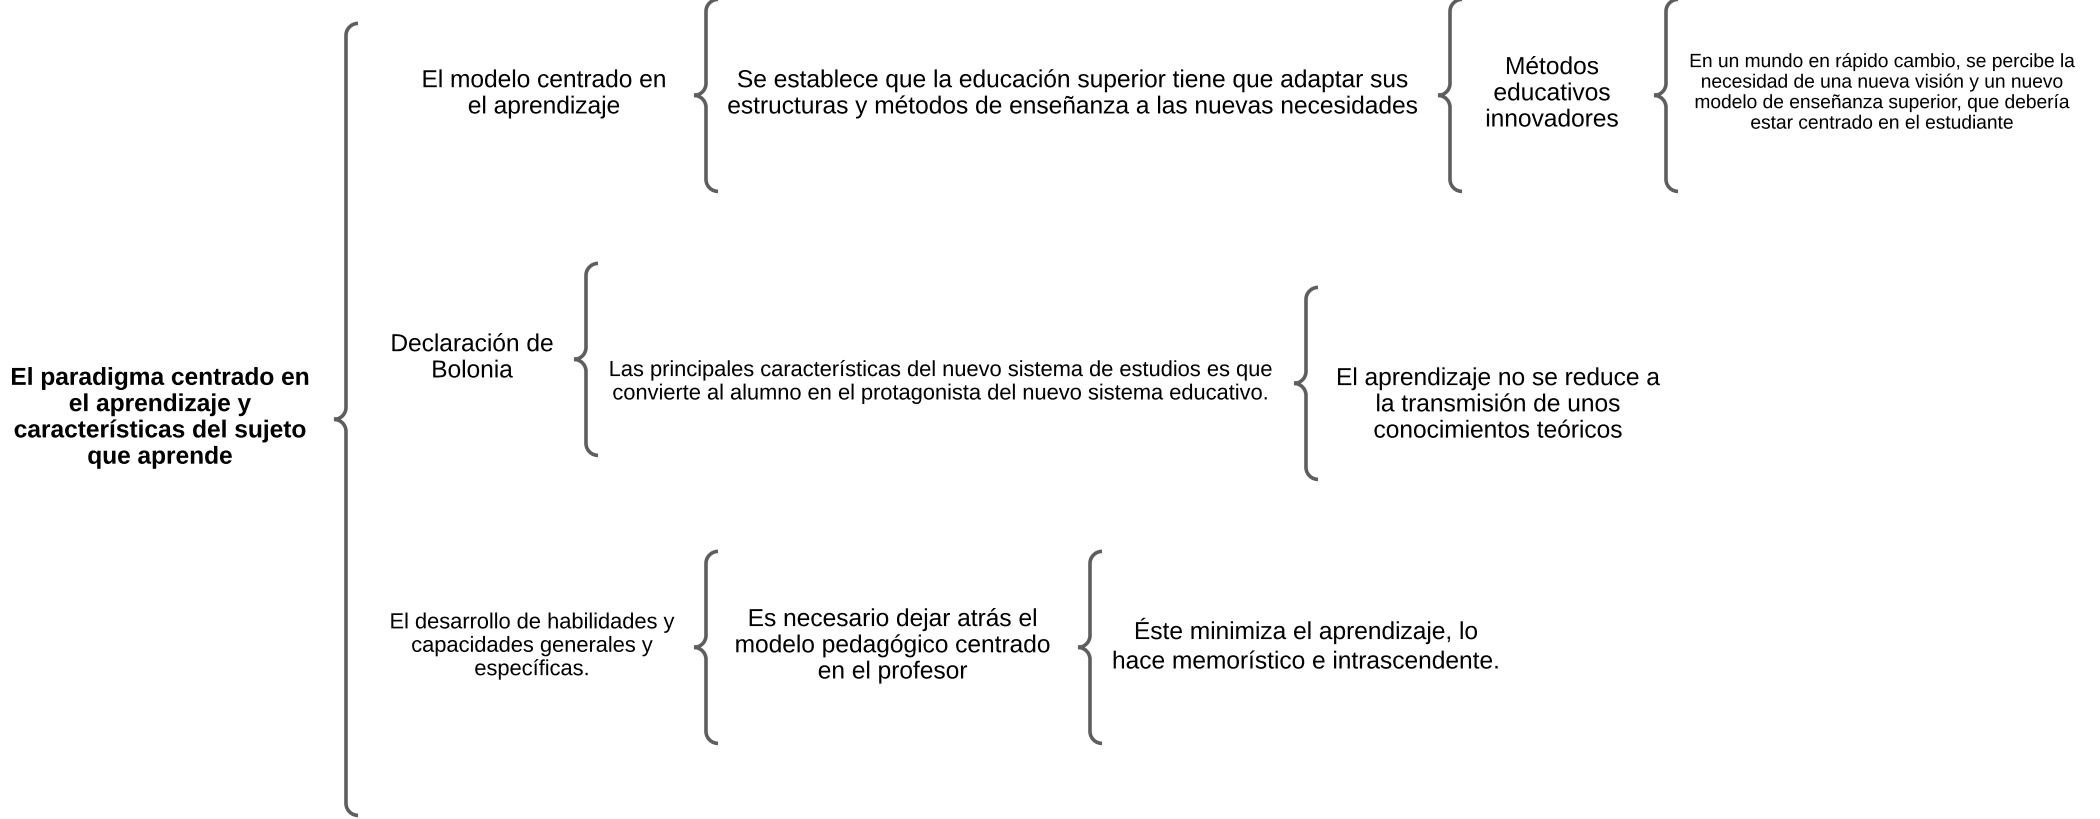 El paradigma centrado en
el aprendizaje y
características del sujeto
que aprende
El modelo centrado en
el aprendizaje
Se establece que la educación superior tiene que adaptar sus
estructuras y métodos de enseñanza a las nuevas necesidades
Métodos
educativos
innovadores
En un mundo en rápido cambio, se percibe la
necesidad de una nueva visión y un nuevo
modelo de enseñanza superior, que debería
estar centrado en el estudiante
Declaración de
Bolonia
Las principales características del nuevo sistema de estudios es que
convierte al alumno en el protagonista del nuevo sistema educativo.
El aprendizaje no se reduce a
la transmisión de unos
conocimientos teóricos
El desarrollo de habilidades y
capacidades generales y
específicas.
Es necesario dejar atrás el
modelo pedagógico centrado
en el profesor
Éste minimiza el aprendizaje, lo
hace memorístico e intrascendente.